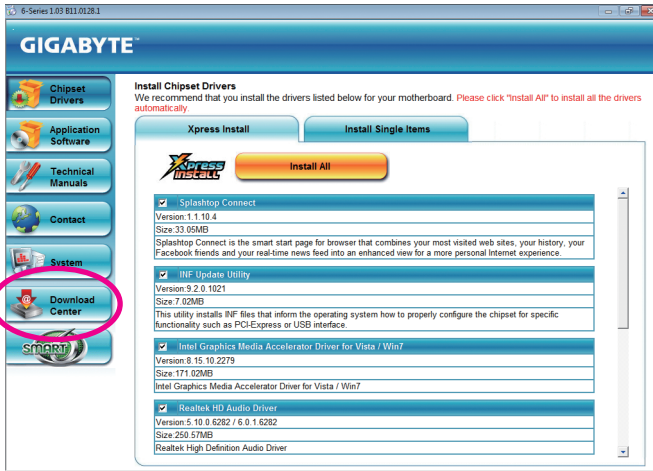 6-Series 1.03 B11.0128.1
GIGABYTE™
Chipset
Drivers
Application
Software
Technical
Manuals
Contact
System
Download
Center
SMART
Install Chipset Drivers
We recommend that you install the drivers listed below for your motherboard. Please click "Install All" to install all the drivers
automatically.
Xpress Install
Install Single Items
Xpress
Install
Install All
Splashtop Connect
Version:1.1.10.4
Size:33.05MB
Splashtop Connect is the smart start page for browser that combines your most visited web sites, your history, your
Facebook friends and your real-time news feed into an enhanced view for a more personal Internet experience.
INF Update Utility
Version:9.2.0.1021
Size:7.02MB
This utility installs INF files that inform the operating system how to properly configure the chipset for specific
functionality such as PCI-Express or USB interface.
Intel Graphics Media Accelerator Driver for Vista / Win7
Version:8.15.10.2279
Size:171.02MB
Intel Graphics Media Accelerator Driver for Vista / Win7
Realtek HD Audio Driver
Version:5.10.0.6282 / 6.0.1.6282
Size:250.57MB
Realtek High Definition Audio Driver